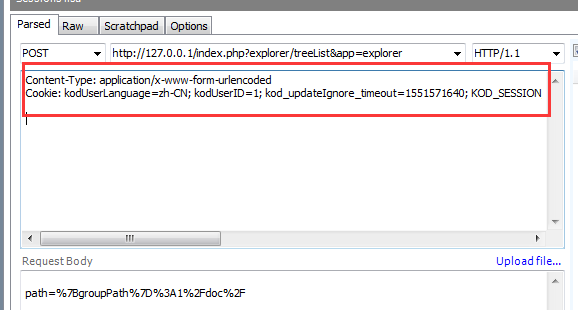 Parsed Raw Scratchpad Options
POST http://127.0.0.1/index.php?explorer/treeList&app=explorer HTTP/1.1
Content-Type: application/x-www-form-urlencoded
Cookie: kodUserLanguage=zh-CN; kodUserID=1; kod_updateIgnore_timeout=1551571640; KOD_SESSION
Request Body Upload file...
path=%7BgroupPath%7D%3A1%2Fdoc%2F